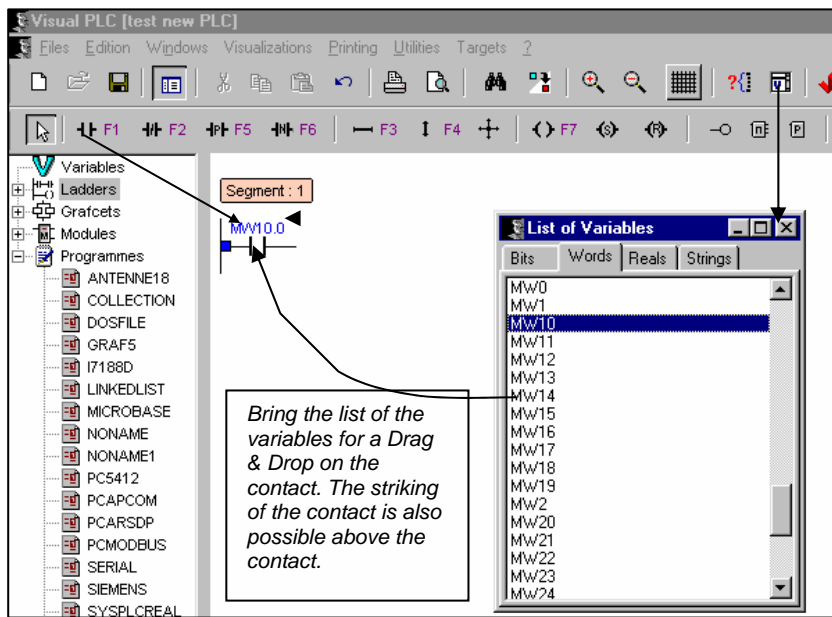 Visual PLC [test new PLC]
Files Edition Windows Visualizations Printing Utilities Targets ?
F1 F2 F5 F6 F3 F4 F7
Variables
Ladders
Grafcets
Modules
Programmes
ANTENNE18
COLLECTION
DOSFILE
GRAF5
I7188D
LINKEDLIST
MICROBASE
NONAME
NONAME1
PC5412
PCAPCOM
PCARSDP
PCMODBUS
SERIAL
SIEMENS
SYSPLCREAL
Segment : 1
MW10.0
Bring the list of the
variables for a Drag
& Drop on the
contact. The striking
of the contact is also
possible above the
contact.
List of Variables
Bits Words Reals Strings
MW0
MW1
MW10
MW11
MW12
MW13
MW14
MW15
MW16
MW17
MW18
MW19
MW2
MW20
MW21
MW22
MW23
MW24